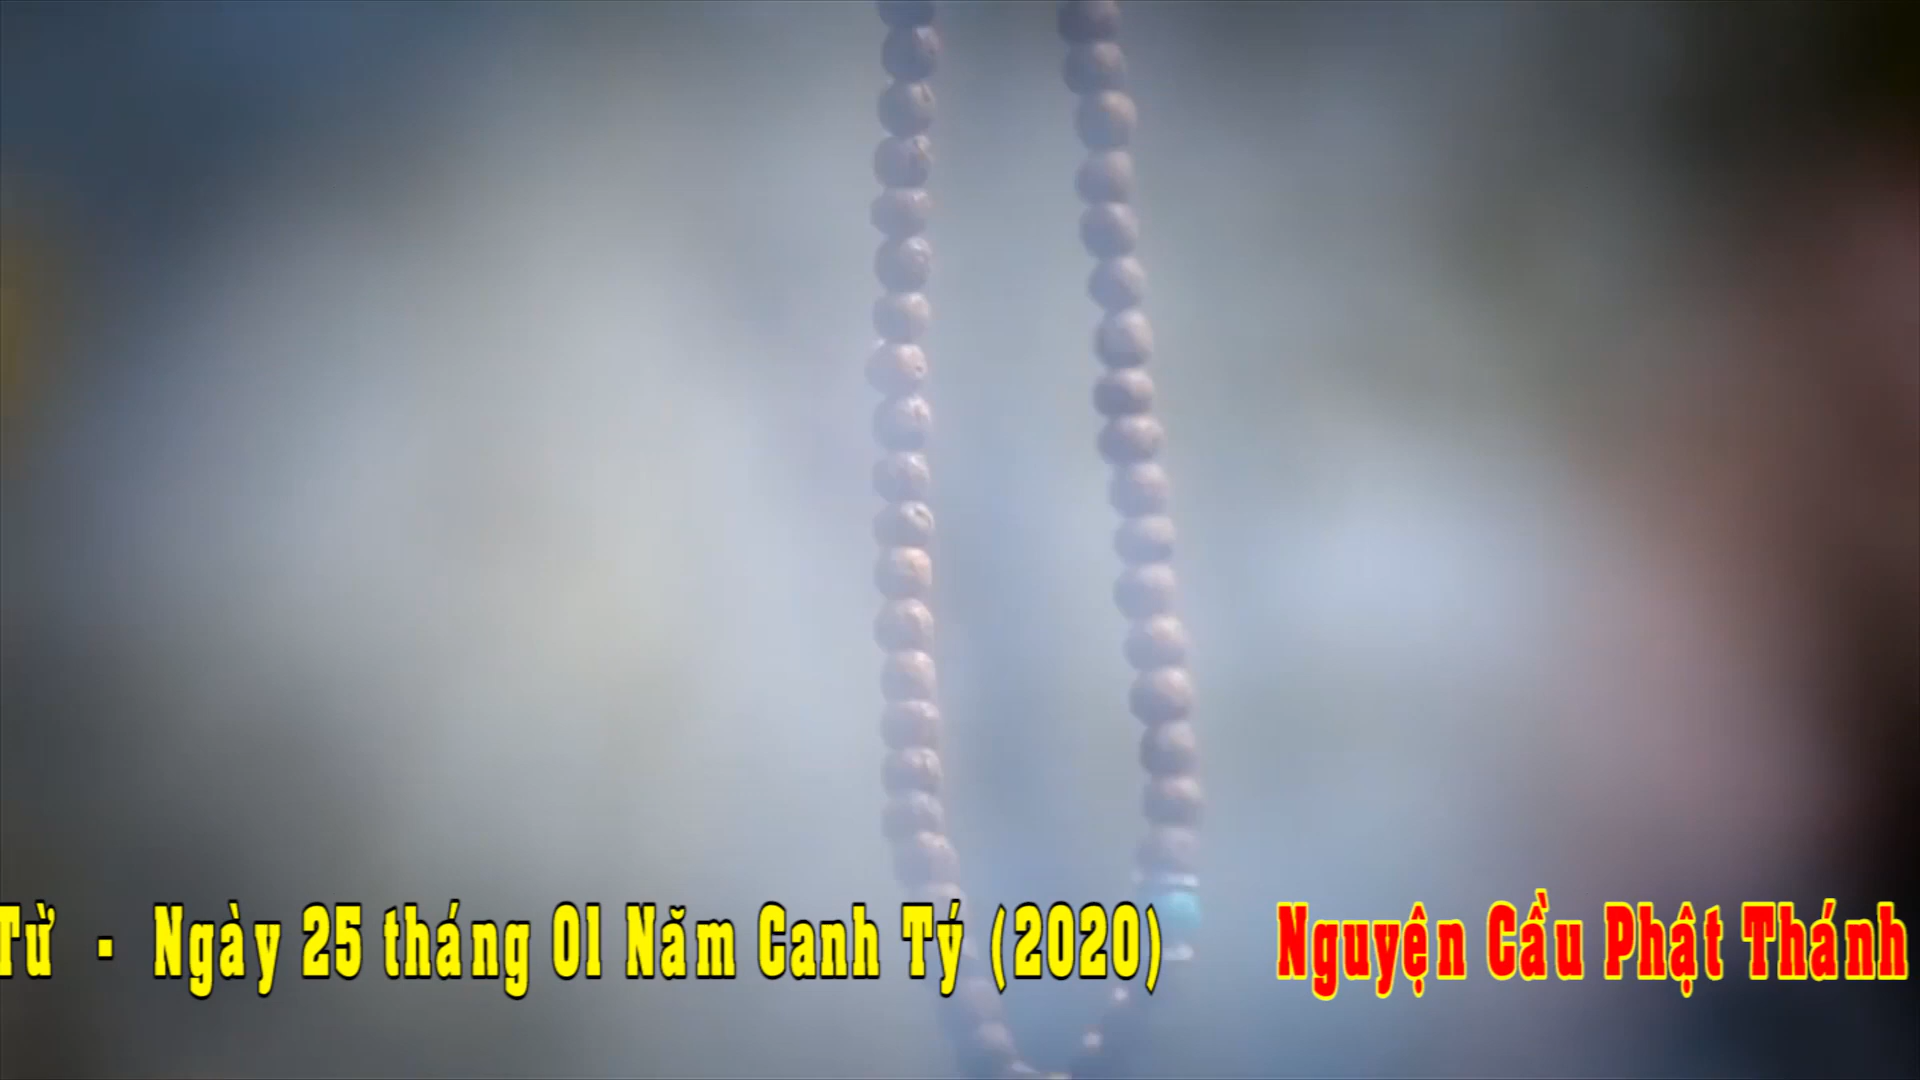 Từ - Ngày 25 tháng 01 Năm Canh Tý (2020) Nguyện Cầu Phật Thánh